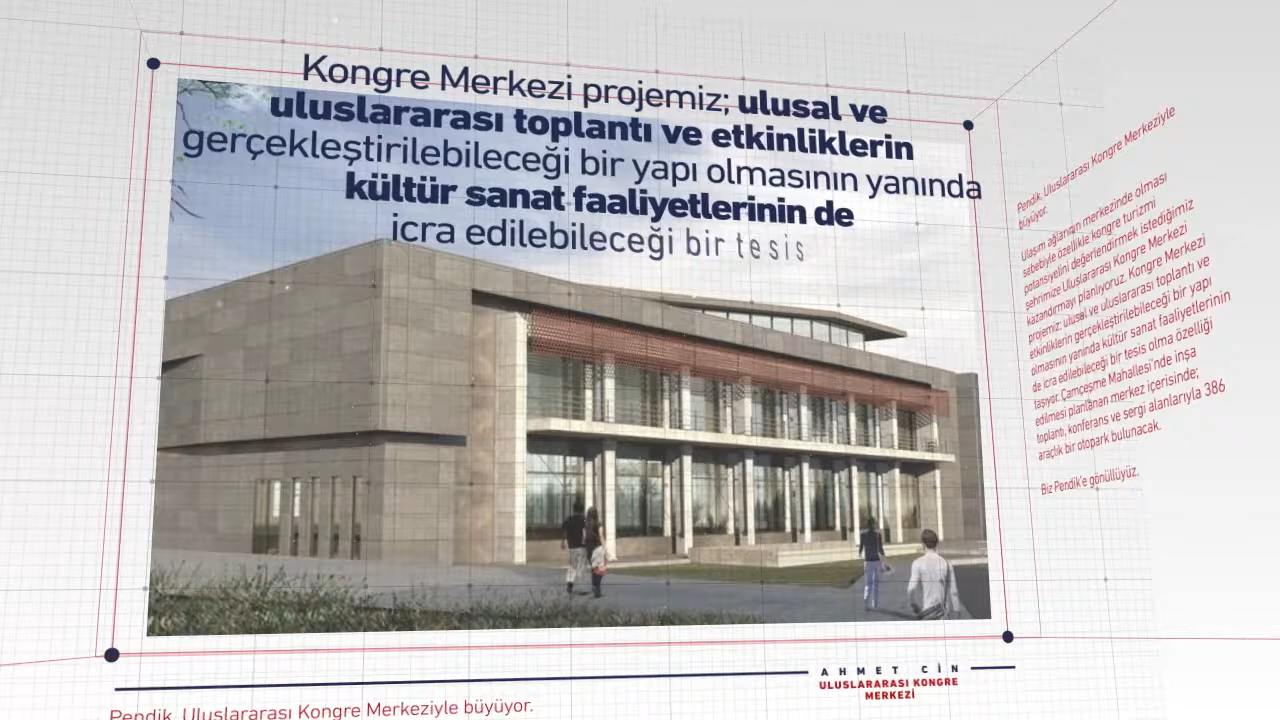 Kongre Merkezi projemiz; ulusal ve
uluslararası toplantı ve etkinliklerin
gerçekleştirilebileceği bir yapı olmasının yanında
kültür sanat faaliyetlerinin de
icra edilebileceği bir tesis
Pendik, Uluslararası Kongre Merkeziyle
büyüyor.
Ulaşım ağlarının merkezinde olması
sebebiyle özellikle kongre turizmi
potansiyelini değerlendirmek istediğimiz
şehrimize Uluslararası Kongre Merkezi
kazandırmayı planlıyoruz. Kongre Merkezi
projemiz; ulusal ve uluslararası toplantı ve
etkinliklerin gerçekleştirilebileceği bir yapı
olmasının yanında kültür sanat faaliyetlerinin
de icra edilebileceği bir tesis olma özelliği
taşıyor. Çamçeşme Mahallesi'nde inşa
edilmesi planlanan merkez içerisinde;
toplantı, konferans ve sergi alanlarıyla 386
araçlık bir otopark bulunacak.
Biz Pendik'e gönüllüyüz.
AHMET CİN
ULUSLARARASI KONGRE
MERKEZİ
Pendik, Uluslararası Kongre Merkeziyle büyüyor.